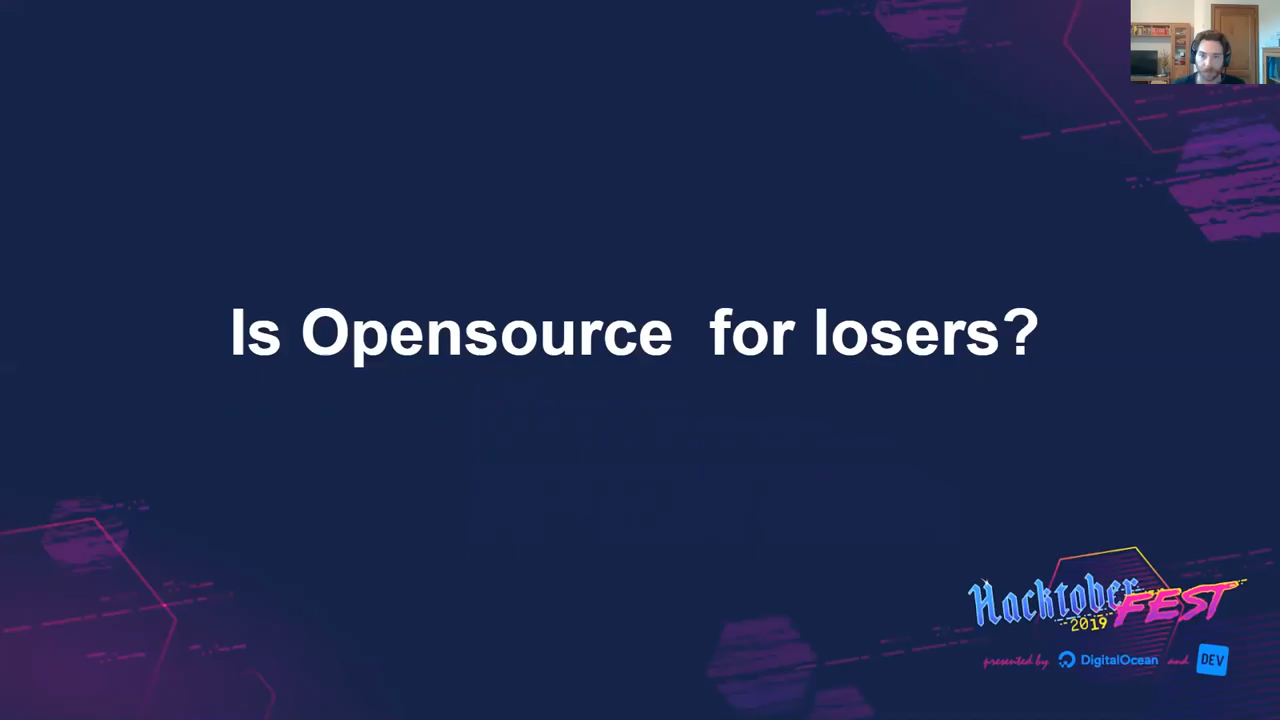 Is Opensource  for losers?
Hacktober
FEST
2019
presented by DigitalOcean and DEV